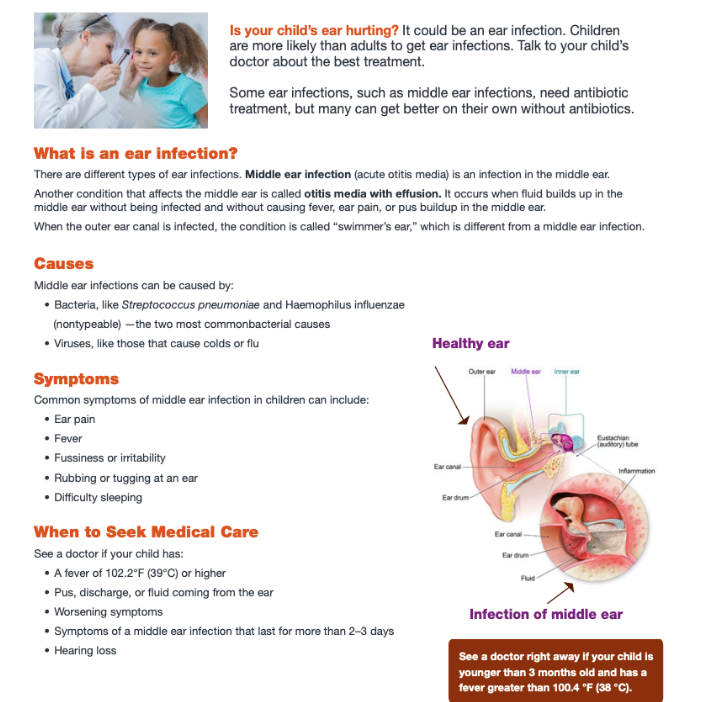 Is your child's ear hurting? It could be an ear infection. Children
are more likely than adults to get ear infections. Talk to your child's
doctor about the best treatment.
Some ear infections, such as middle ear infections, need antibiotic
treatment, but many can get better on their own without antibiotics.
What is an ear infection?
There are different types of ear infections. Middle ear infection (acute otitis media) is an infection in the middle ear.
Another condition that affects the middle ear is called otitis media with effusion. It occurs when fluid builds up in the
middle ear without being infected and without causing fever, ear pain, or pus buildup in the middle ear.
When the outer ear canal is infected, the condition is called “swimmer's ear,” which is different from a middle ear infection.
Causes
Middle ear infections can be caused by:
• Bacteria, like Streptococcus pneumoniae and Haemophilus influenzae
(nontypeable) —the two most commonbacterial causes
• Viruses, like those that cause colds or flu
Symptoms
Common symptoms of middle ear infection in children can include:
• Ear pain
• Fever
• Fussiness or irritability
• Rubbing or tugging at an ear
• Difficulty sleeping
When to Seek Medical Care
See a doctor if your child has:
• A fever of 102.2°F (39°C) or higher
• Pus, discharge, or fluid coming from the ear
• Worsening symptoms
• Symptoms of a middle ear infection that last for more than 2–3 days
• Hearing loss
Healthy ear
Outer ear
Middle ear
Inner ear
Eustachian
(auditory) tube
Ear canal
Inflammation
Ear drum
Ear canal
Ear drum
Fluid
Infection of middle ear
See a doctor right away if your child is
younger than 3 months old and has a
fever greater than 100.4 °F (38 °C).